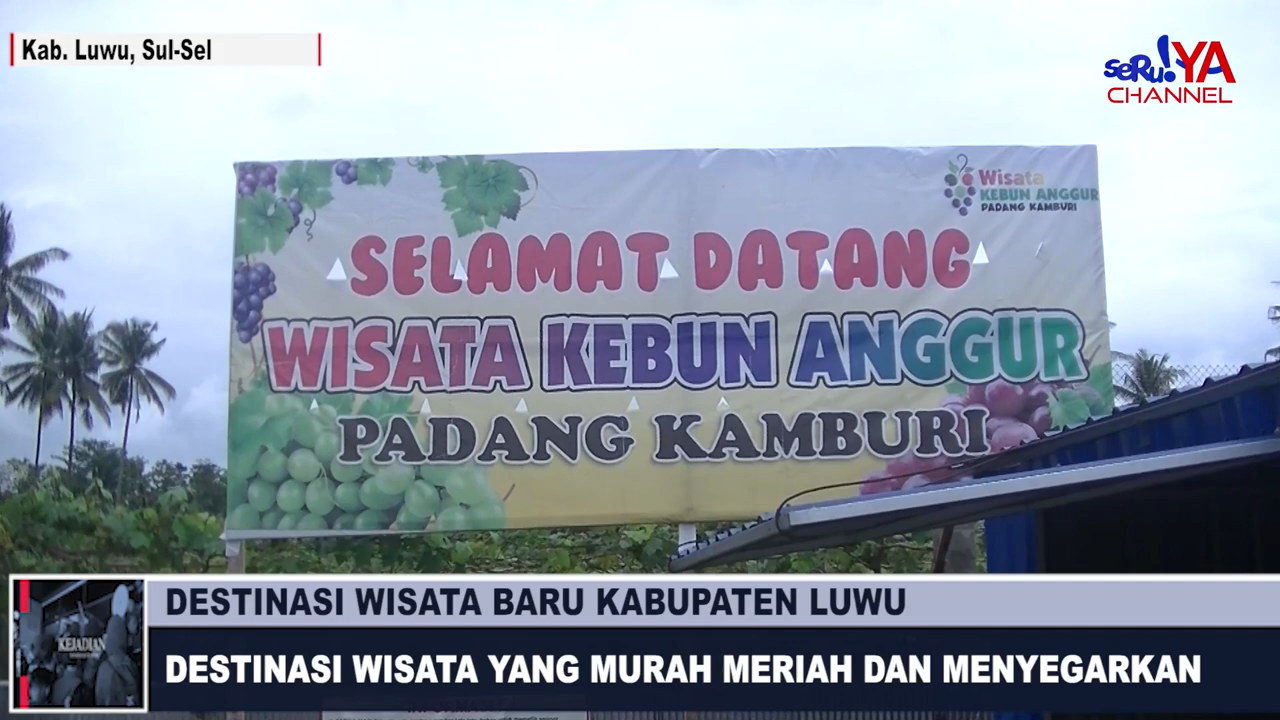 Kab. Luwu, Sul-Sel
seRu!YA
CHANNEL
Wisata
KEBUN ANGGUR
PADANG KAMBURI
SELAMAT DATANG
WISATA KEBUN ANGGUR
PADANG KAMBURI
KEJADIAN
DESTINASI WISATA BARU KABUPATEN LUWU
DESTINASI WISATA YANG MURAH MERIAH DAN MENYEGARKAN